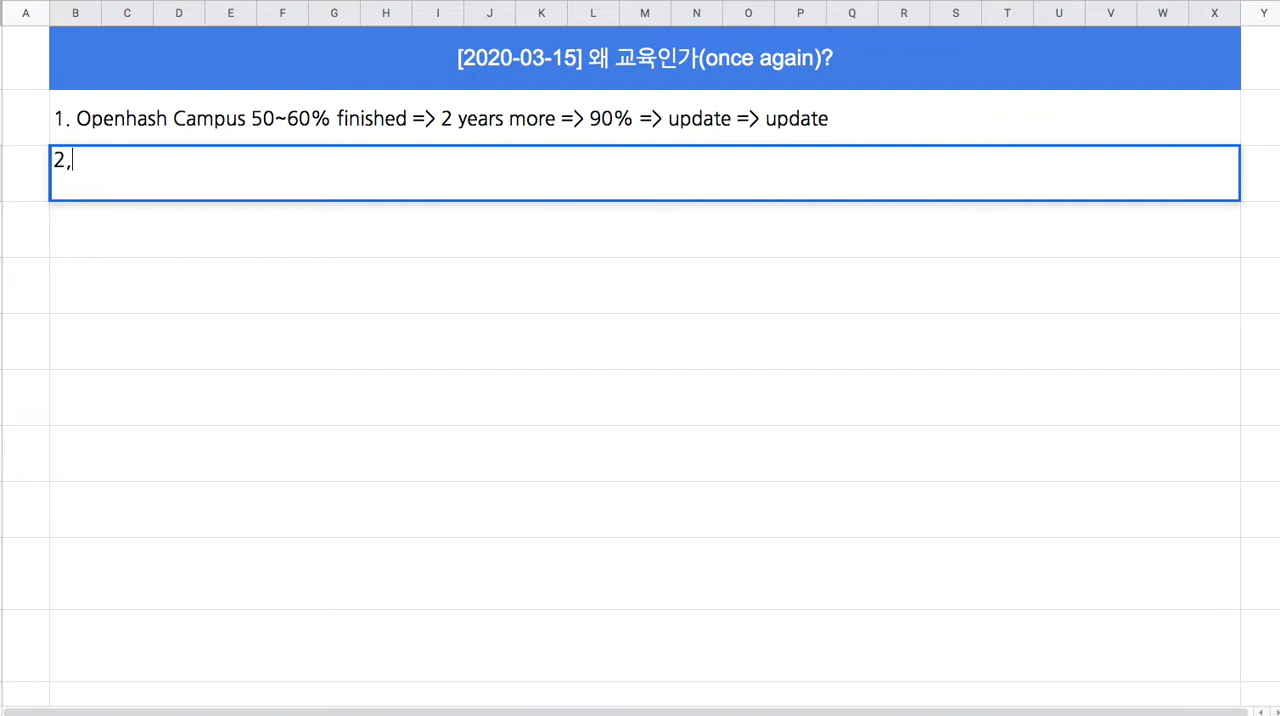 A B C D E F G H I J K L M N O P Q R S T U V W X Y
[2020-03-15] 왜 교육인가(once again)?
1. Openhash Campus 50~60% finished => 2 years more => 90% => update => update
2,